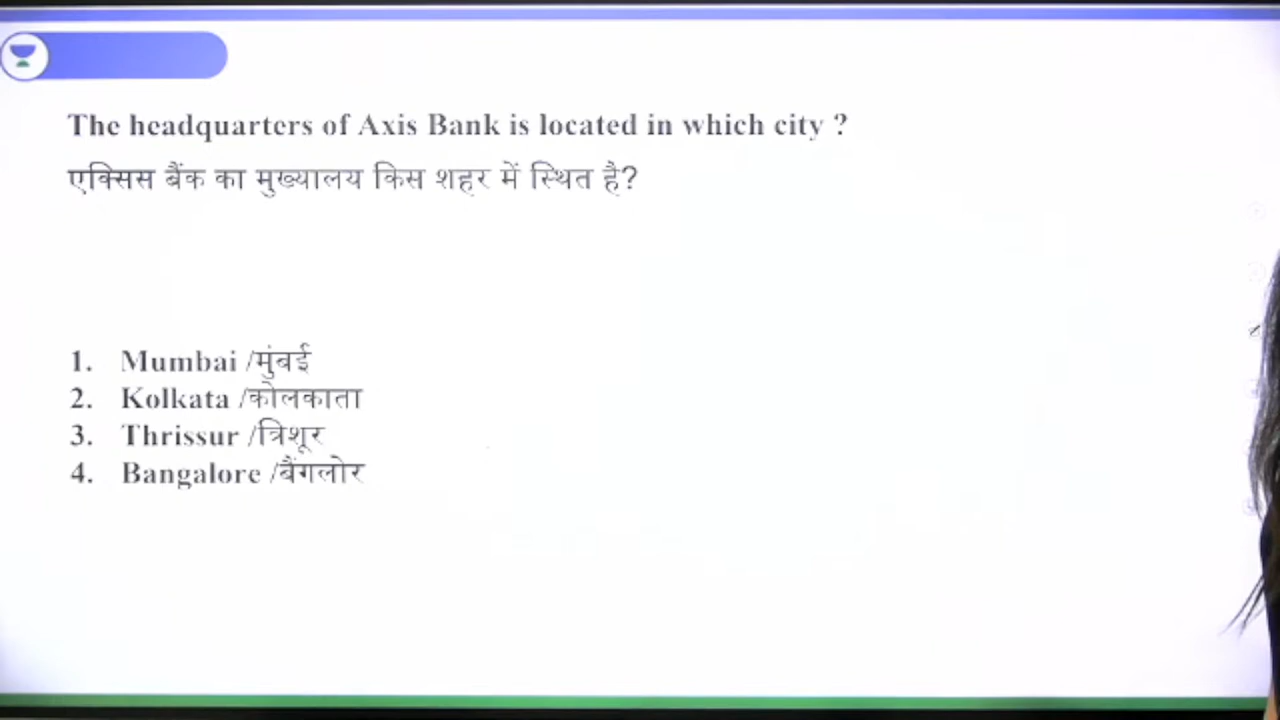 The headquarters of Axis Bank is located in which city ?
एक्सिस बैंक का मुख्यालय किस शहर में स्थित है?
1. Mumbai /मुंबई
2. Kolkata /कोलकाता
3. Thrissur /त्रिशूर
4. Bangalore /बैंगलोर